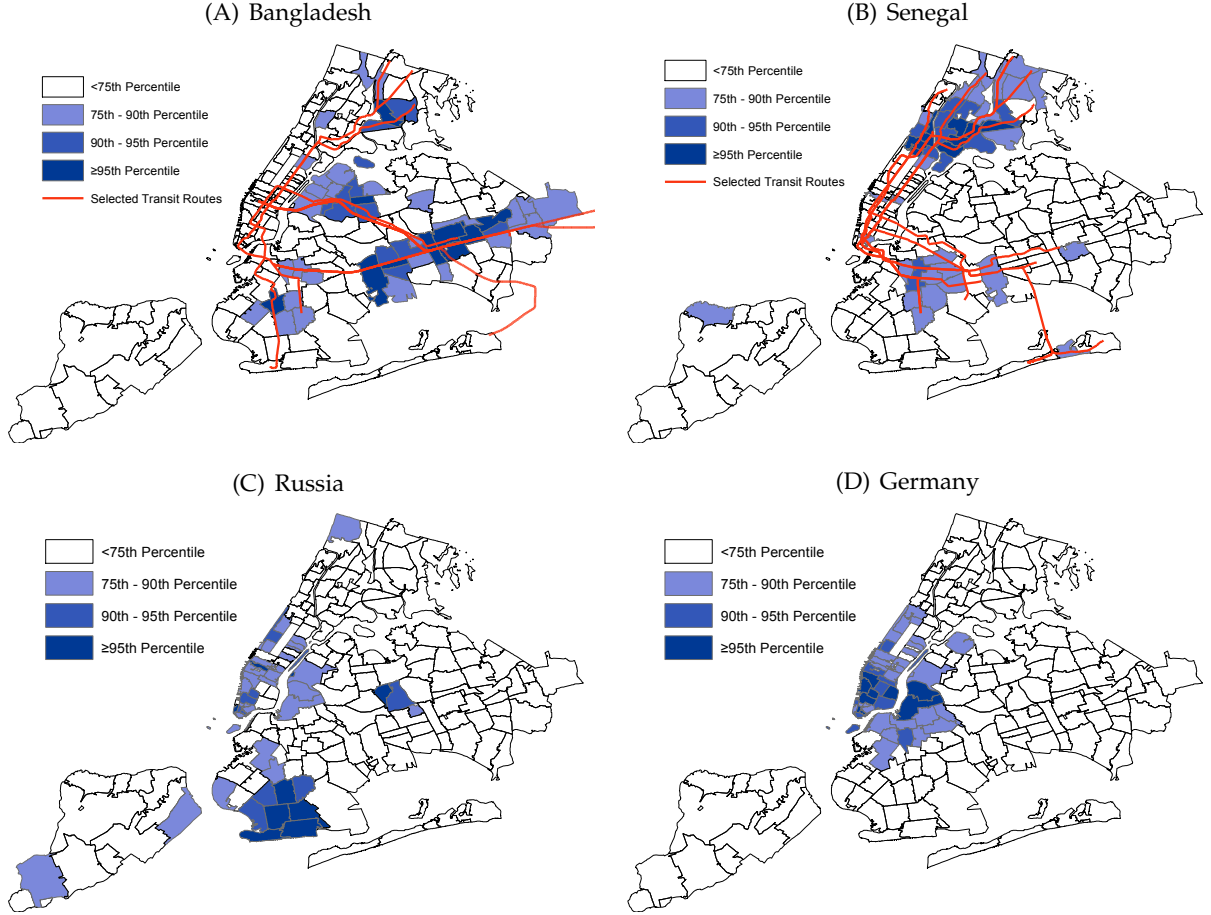 (A) Bangladesh
<75th Percentile
75th - 90th Percentile
90th - 95th Percentile
≥95th Percentile
Selected Transit Routes
(B) Senegal
<75th Percentile
75th - 90th Percentile
90th - 95th Percentile
≥95th Percentile
Selected Transit Routes
(C) Russia
<75th Percentile
75th - 90th Percentile
90th - 95th Percentile
≥95th Percentile
(D) Germany
<75th Percentile
75th - 90th Percentile
90th - 95th Percentile
≥95th Percentile